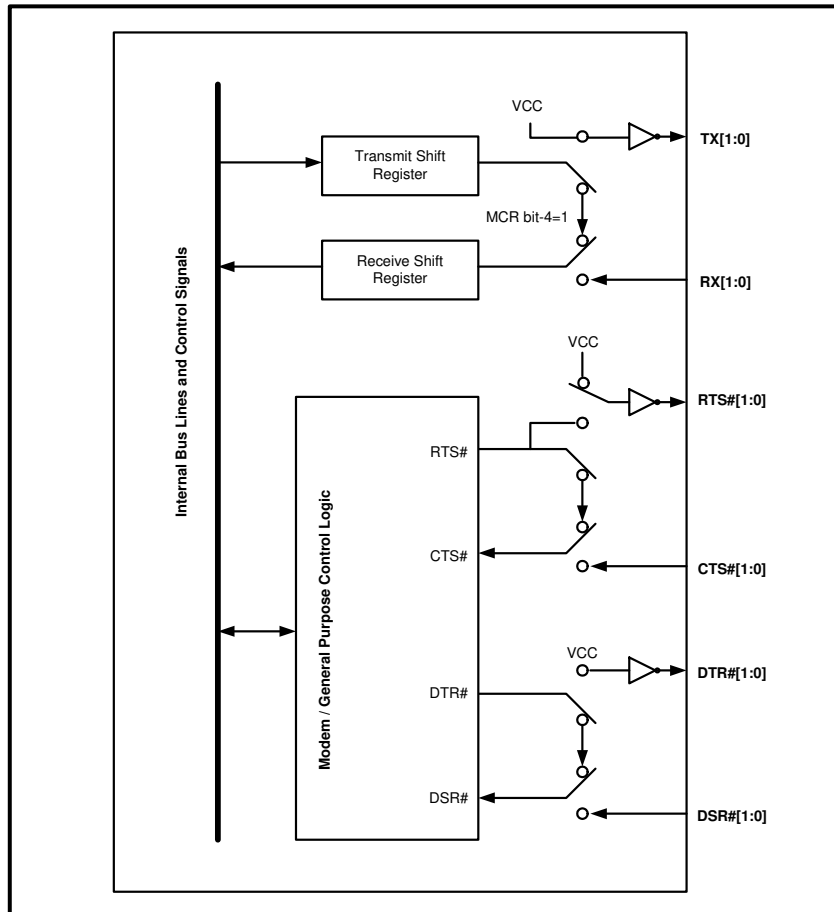 VCC
TX[1:0]
Transmit Shift
Register
MCR bit-4=1
Receive Shift
Register
RX[1:0]
Internal Bus Lines and Control Signals
VCC
RTS#[1:0]
RTS#
Modem / General Purpose Control Logic
CTS#
CTS#[1:0]
VCC
DTR#[1:0]
DTR#
DSR#
DSR#[1:0]